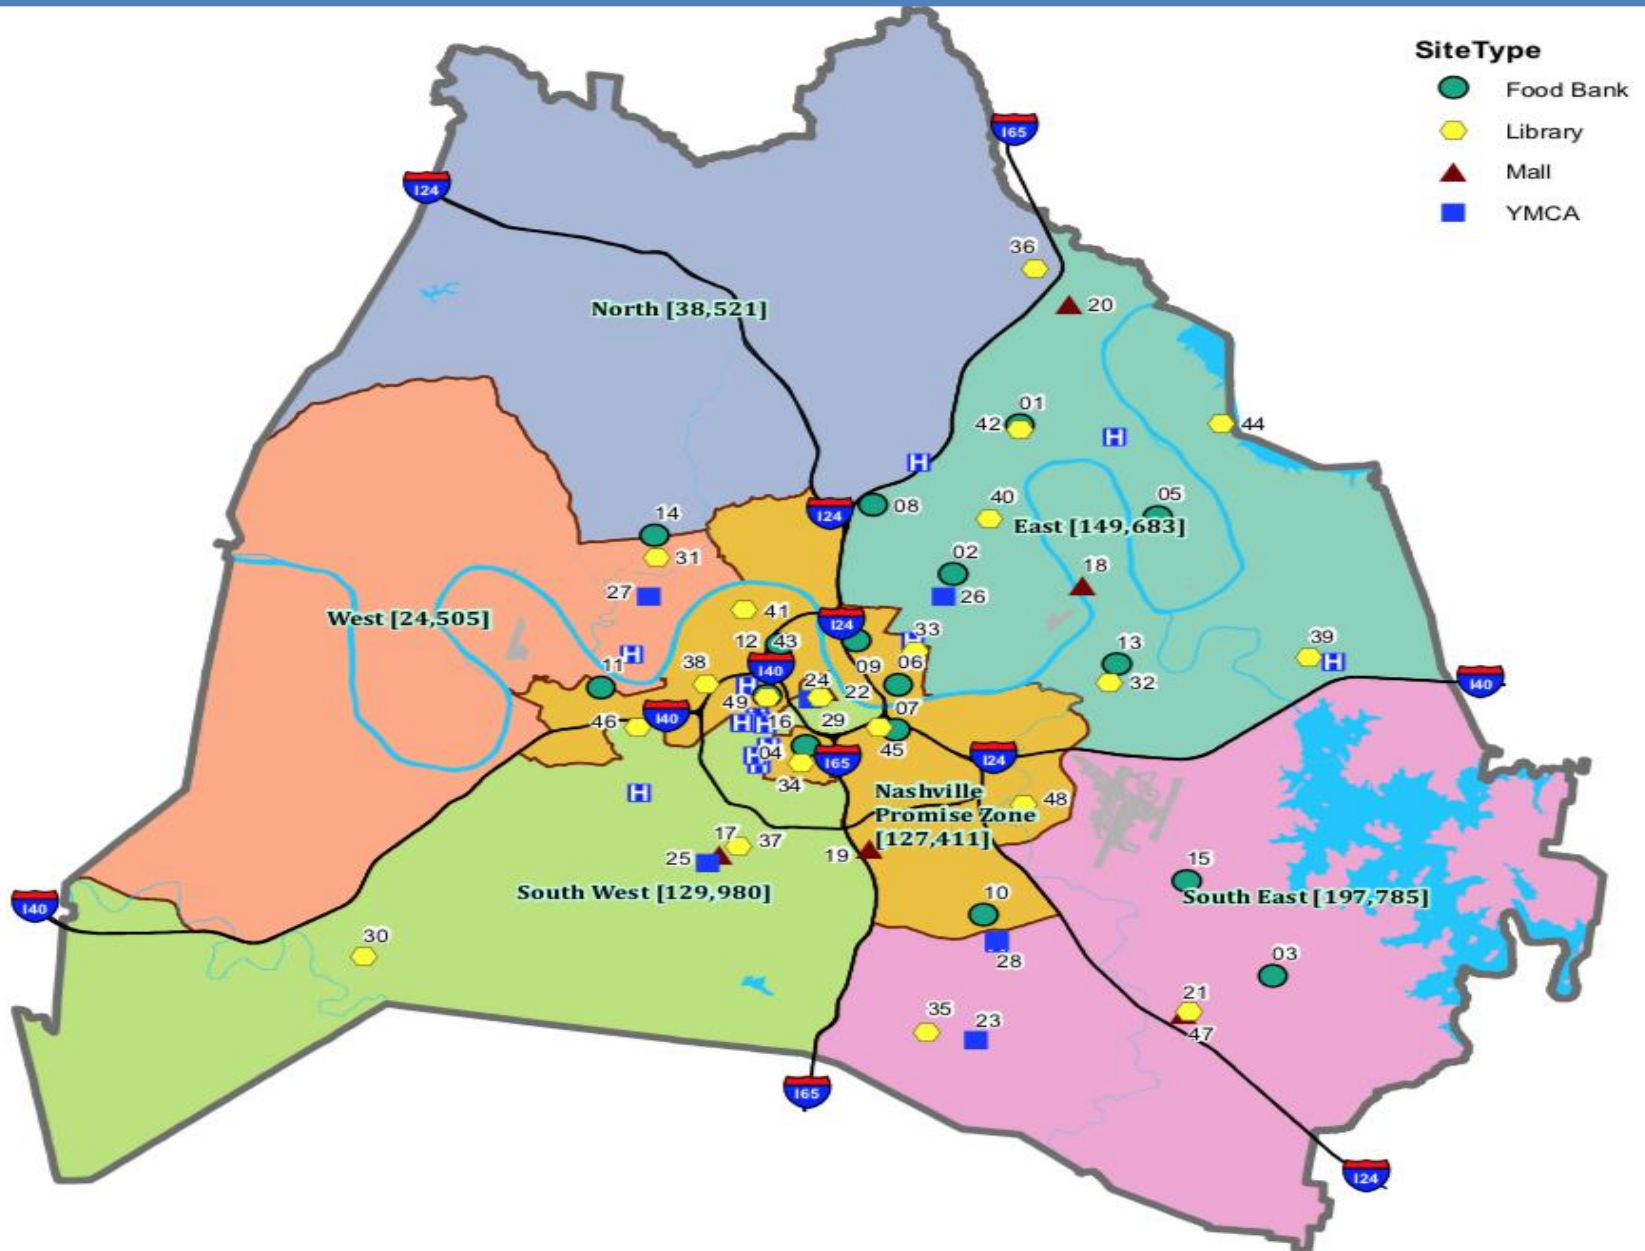 SiteType
Food Bank
Library
Mall
YMCA
I65
I24
36
North [38,521]
20
01
42
44
H
H
05
40
08
I24
East [149,683]
14
02
31
18
27
26
West [24,505]
41
I24
33
12
43
H
13
39
H
11
38
I40
09
06
32
H
24
22
I40
49
H
46
I40
H
H
16
29
07
45
H
04
H
H
I65
I24
34
H
Nashville
Promise Zone
[127,411]
48
17
37
25
19
15
South West [129,980]
10
South East [197,785]
I40
30
28
03
21
35
23
47
I65
I24